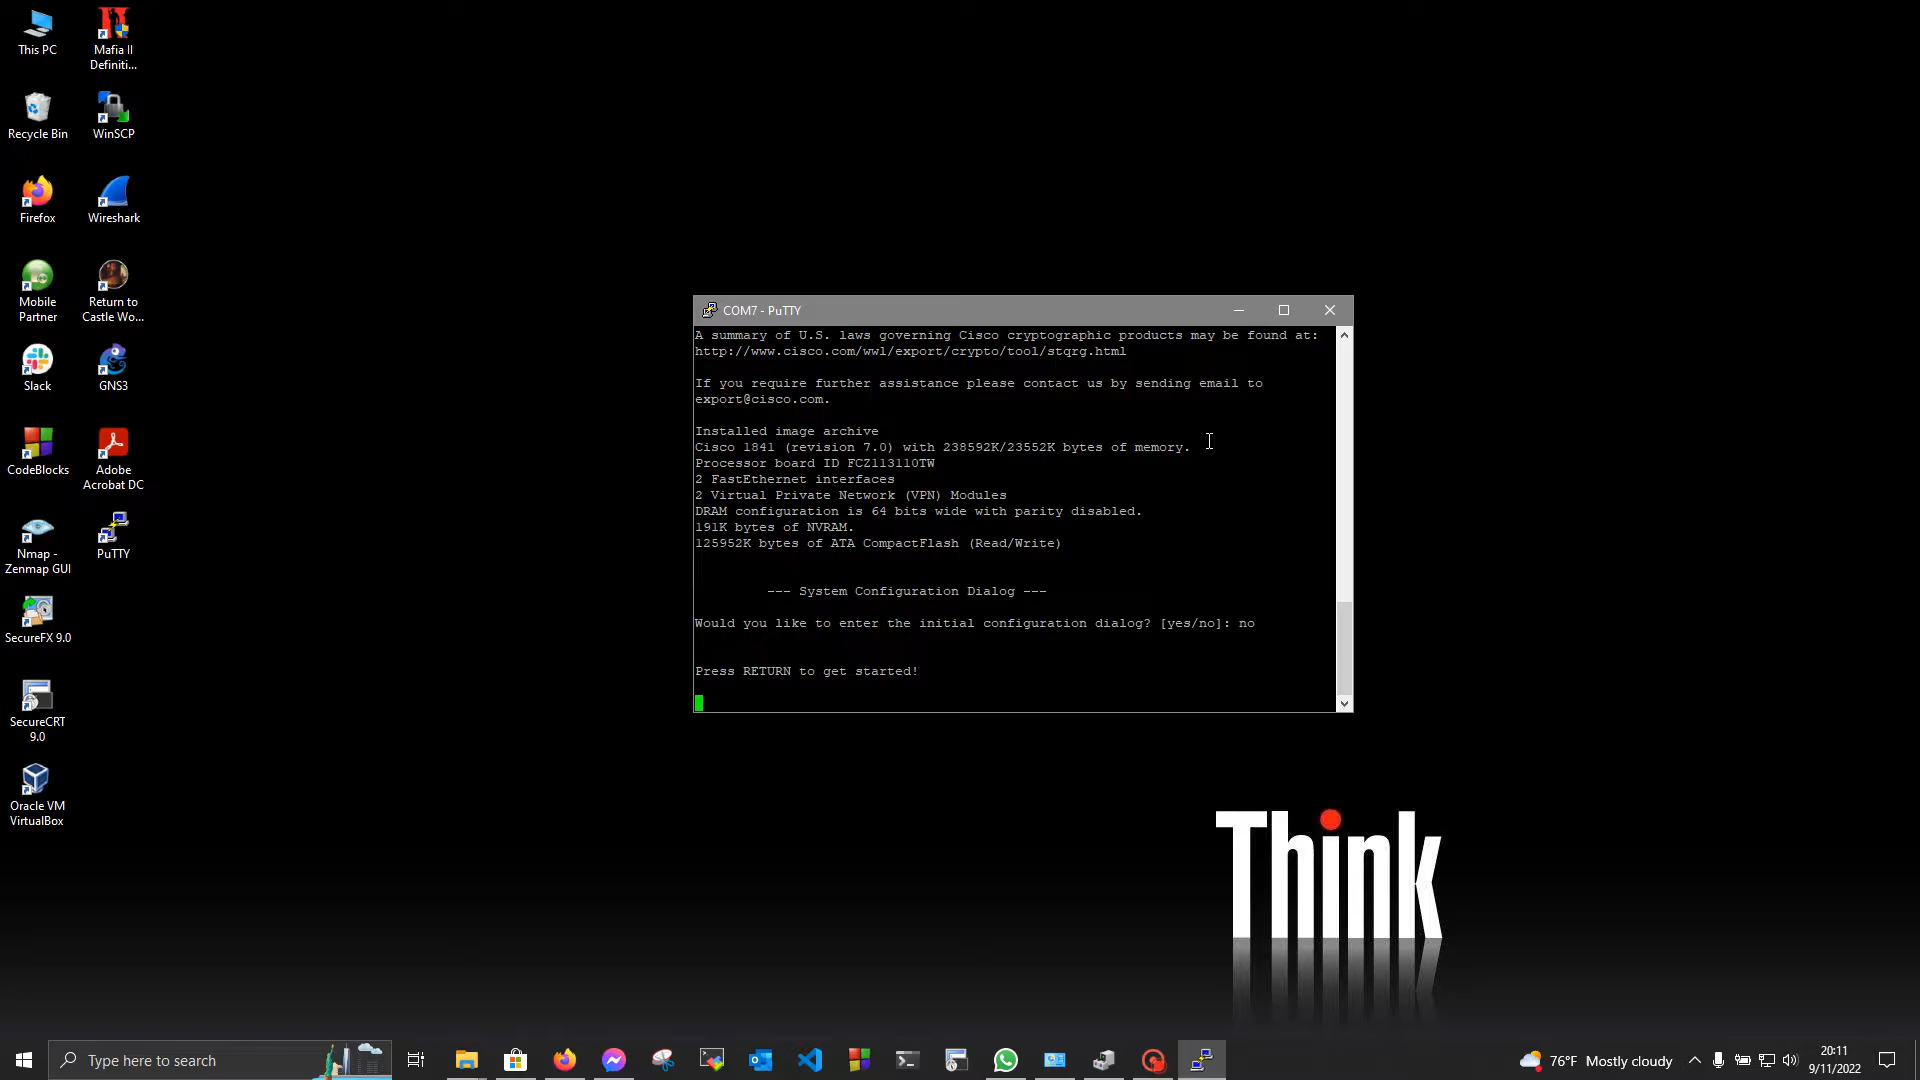 This PC
Mafia II
Definiti...
Recycle Bin
WinSCP
Firefox
Wireshark
Mobile
Partner
Return to
Castle Wo...
Slack
GNS3
CodeBlocks
Adobe
Acrobat DC
Nmap -
Zenmap GUI
PuTTY
SecureFX 9.0
SecureCRT
9.0
Oracle VM
VirtualBox
COM7 - PuTTY
A summary of U.S. laws governing Cisco cryptographic products may be found at:
http://www.cisco.com/wwl/export/crypto/tool/stqrg.html
If you require further assistance please contact us by sending email to
export@cisco.com.
Installed image archive
Cisco 1841 (revision 7.0) with 238592K/23552K bytes of memory.
Processor board ID FCZ113110TW
2 FastEthernet interfaces
2 Virtual Private Network (VPN) Modules
DRAM configuration is 64 bits wide with parity disabled.
191K bytes of NVRAM.
125952K bytes of ATA CompactFlash (Read/Write)
--- System Configuration Dialog ---
Would you like to enter the initial configuration dialog? [yes/no]: no
Press RETURN to get started!
Think
Type here to search
76°F Mostly cloudy
20:11
9/11/2022